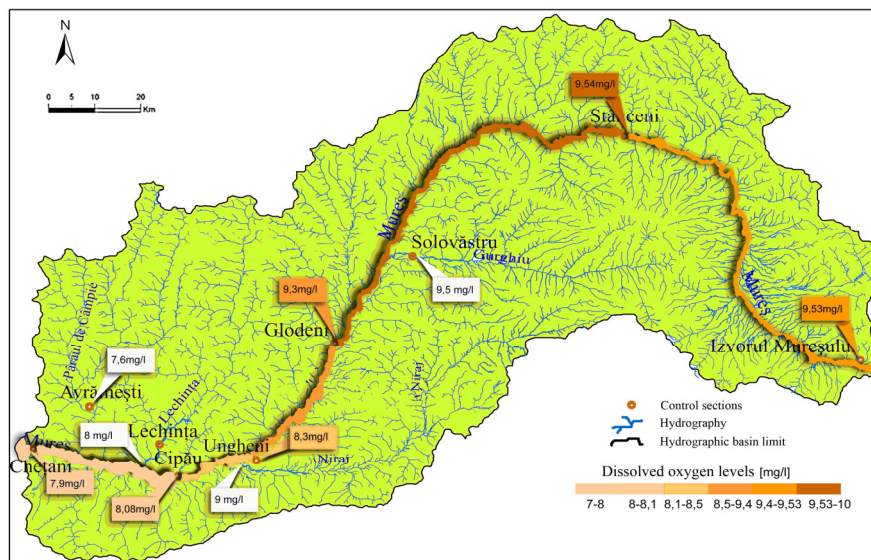 N
0 10 20
Km
9,54mg/l
Stânceni
Mureș
Solovăstru
Gurghiu
9,5 mg/l
9,3mg/l
Glodeni
Mureș
9,53mg/l
Izvorul Mureșului
Pârâul de Câmpie
7,6mg/l
Avrămești
Lechința
Niraj
8 mg/l
Lechința
Ungheni
8,3mg/l
Mureș
Cipău
Niraj
Chețani
7,9mg/l
8,08mg/l
9 mg/l
Control sections
Hydrography
Hydrographic basin limit
Dissolved oxygen levels [mg/l]
7-8 8-8,1 8,1-8,5 8,5-9,4 9,4-9,53 9,53-10